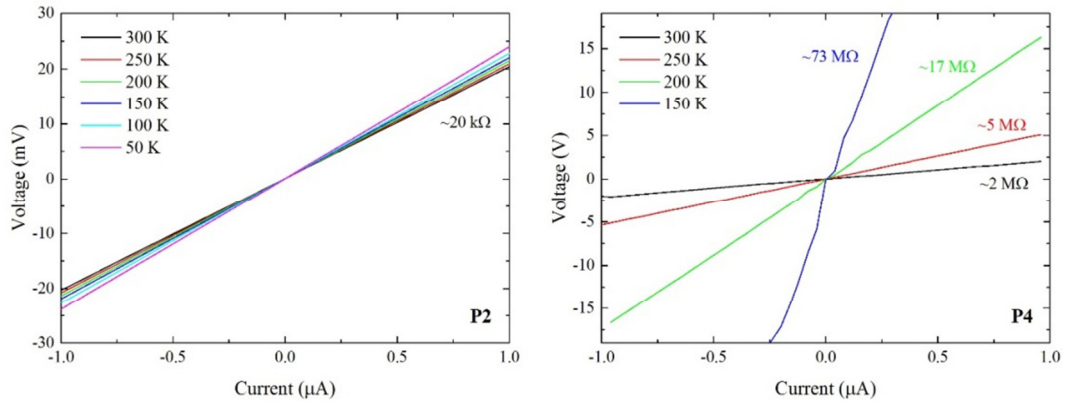 30
20
10
0
-10
-20
-30
-1.0
-0.5
0.0
0.5
1.0
Voltage (mV)
Current (μA)
300 K
250 K
200 K
150 K
100 K
50 K
~20 kΩ
P2
15
10
5
0
-5
-10
-15
-1.0
-0.5
0.0
0.5
1.0
Voltage (V)
Current (μA)
300 K
250 K
200 K
150 K
~73 MΩ
~17 MΩ
~5 MΩ
~2 MΩ
P4